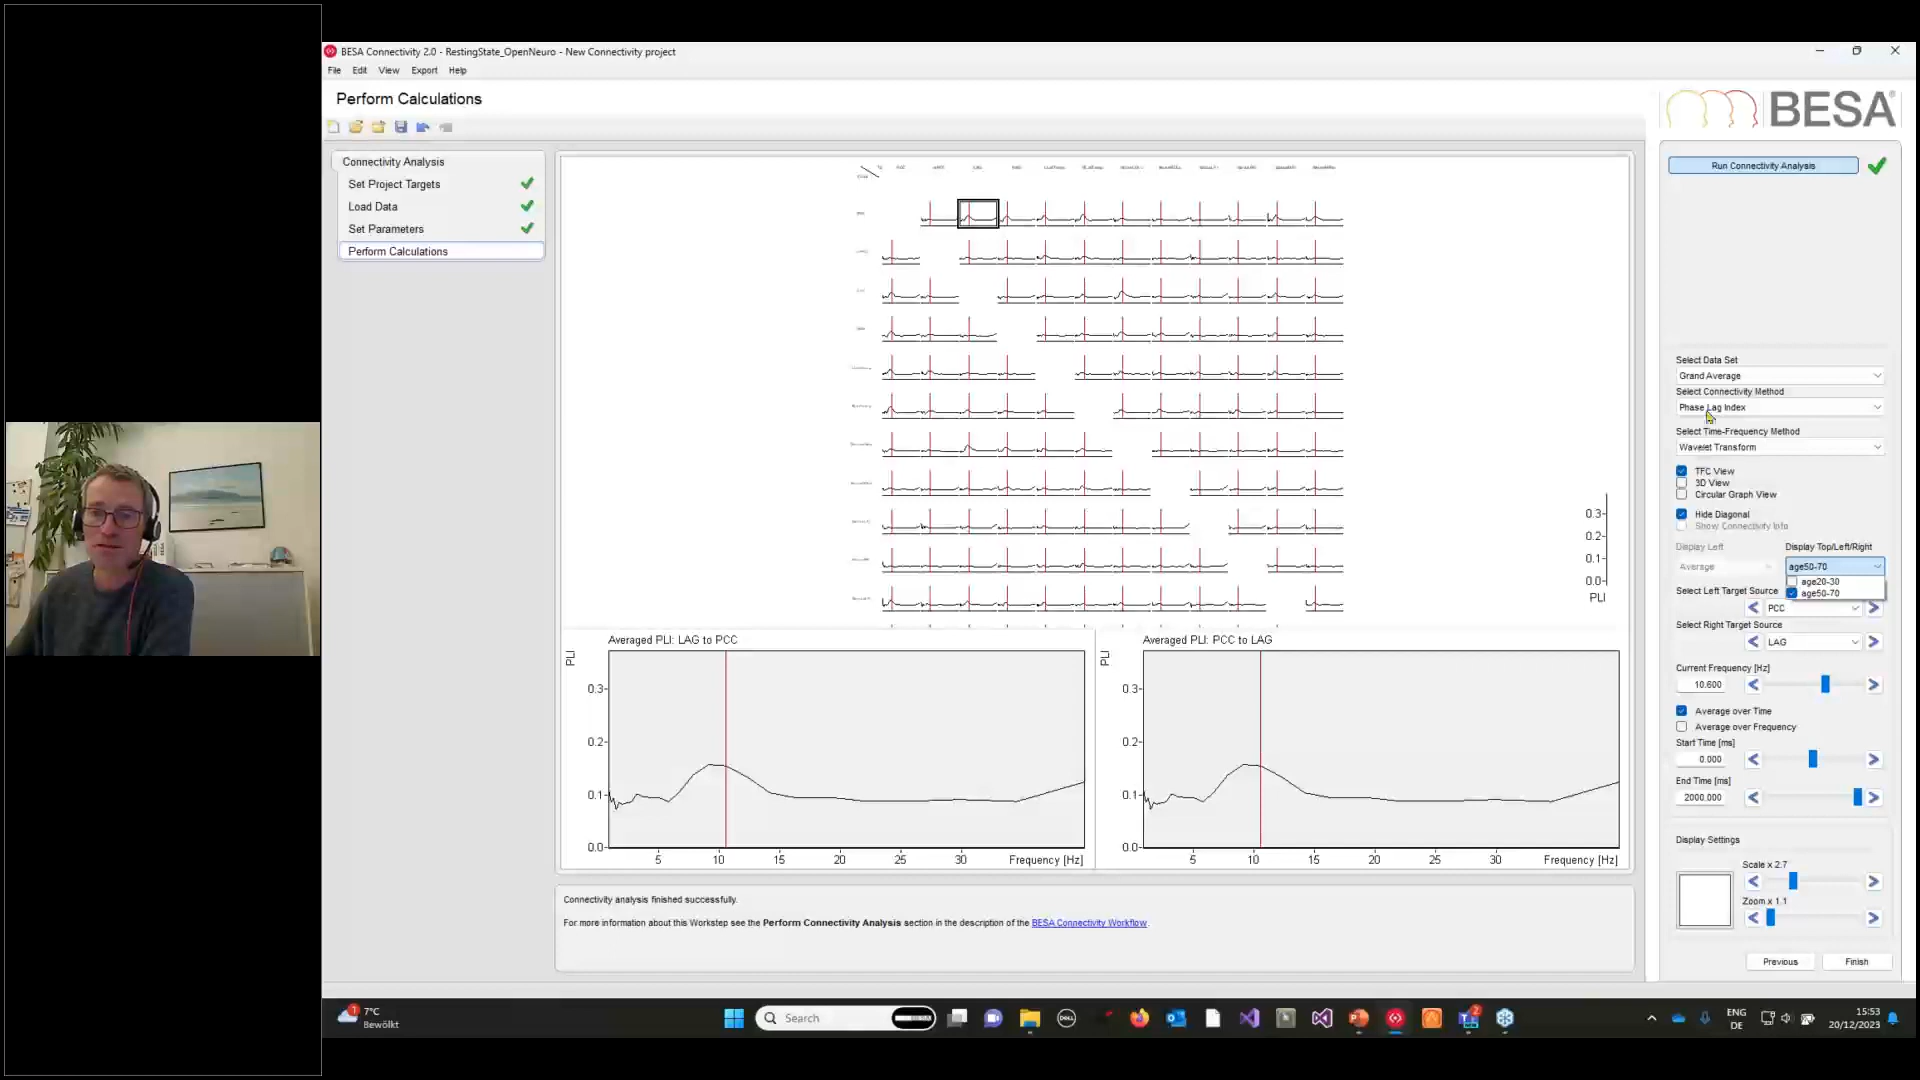 BESA Connectivity 2.0 - RestingState_OpenNeuro - New Connectivity project
File Edit View Export Help
Perform Calculations
BESA
Connectivity Analysis
Set Project Targets
Load Data
Set Parameters
Perform Calculations
Run Connectivity Analysis
Select Data Set
Grand Average
Select Connectivity Method
Phase Lag Index
Select Time-Frequency Method
Wavelet Transform
TFC View
3D View
Circular Graph View
Hide Diagonal
Show Connectivity Info
Display Left Display Top/Left/Right
Average age50-70
age20-30
age50-70
Select Left Target Source
PCC
Select Right Target Source
LAG
Current Frequency [Hz]
10.600
Average over Time
Average over Frequency
Start Time [ms]
0.000
End Time [ms]
2000.000
Display Settings
Scale x 2.7
Zoom x 1.1
Previous Finish
0.3
0.2
0.1
0.0
PLI
Averaged PLI: LAG to PCC
PLI
0.3
0.2
0.1
0.0
5 10 15 20 25 30 Frequency [Hz]
Averaged PLI: PCC to LAG
PLI
0.3
0.2
0.1
0.0
5 10 15 20 25 30 Frequency [Hz]
Connectivity analysis finished successfully.
For more information about this Workstep see the Perform Connectivity Analysis section in the description of the BESA Connectivity Workflow.
7°C
Bewölkt
Search
DELL
ENG
DE
15:53
20/12/2023